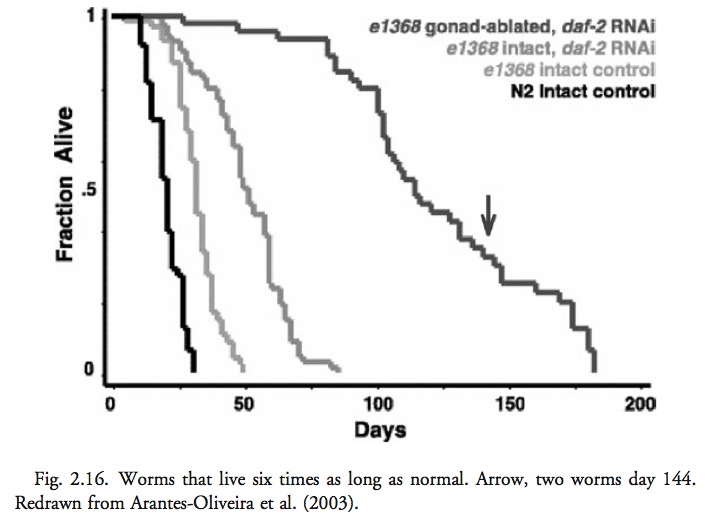 1
e1368 gonad-ablated, daf-2 RNAi
e1368 intact, daf-2 RNAi
e1368 intact control
N2 Intact control
Fraction Alive
.5
0
0 50 100 150 200
Days
Fig. 2.16. Worms that live six times as long as normal. Arrow, two worms day 144.
Redrawn from Arantes-Oliveira et al. (2003).